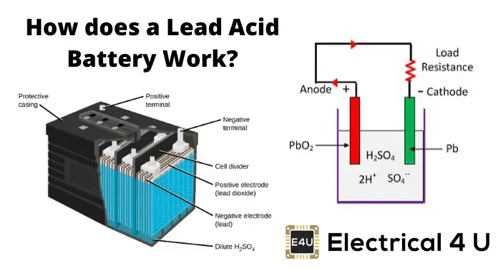 How does a Lead Acid
Battery Work?
Protective
casing
Positive
terminal
Negative
terminal
Cell divider
Positive electrode
(lead dioxide)
Negative electrode
(lead)
Dilute H₂SO₄
Load
Resistance
Anode +
- Cathode
PbO₂
Pb
H₂SO₄
2H⁺ SO₄⁻⁻
E4U
Electrical 4 U